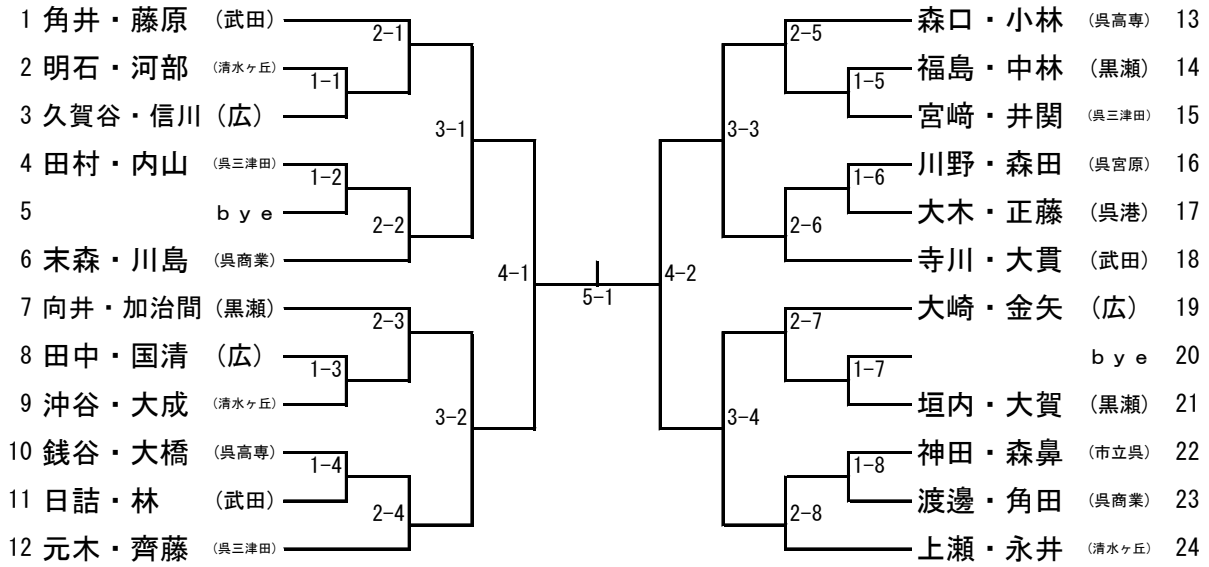 1 角井・藤原 (武田)
2 明石・河部 (清水ヶ丘)
3 久賀谷・信川 (広)
4 田村・内山 (呉三津田)
5 bye
6 末森・川島 (呉商業)
7 向井・加治間 (黒瀬)
8 田中・国清 (広)
9 沖谷・大成 (清水ヶ丘)
10 銭谷・大橋 (呉高専)
11 日詰・林 (武田)
12 元木・齊藤 (呉三津田)
2-1
1-1
3-1
1-2
2-2
4-1
2-3
1-3
3-2
1-4
2-4
5-1
2-5
1-5
3-3
1-6
2-6
4-2
2-7
1-7
3-4
1-8
2-8
森口・小林 (呉高専) 13
福島・中林 (黒瀬) 14
宮﨑・井関 (呉三津田) 15
川野・森田 (呉宮原) 16
大木・正藤 (呉港) 17
寺川・大貫 (武田) 18
大崎・金矢 (広) 19
bye 20
垣内・大賀 (黒瀬) 21
神田・森鼻 (市立呉) 22
渡邊・角田 (呉商業) 23
上瀬・永井 (清水ヶ丘) 24